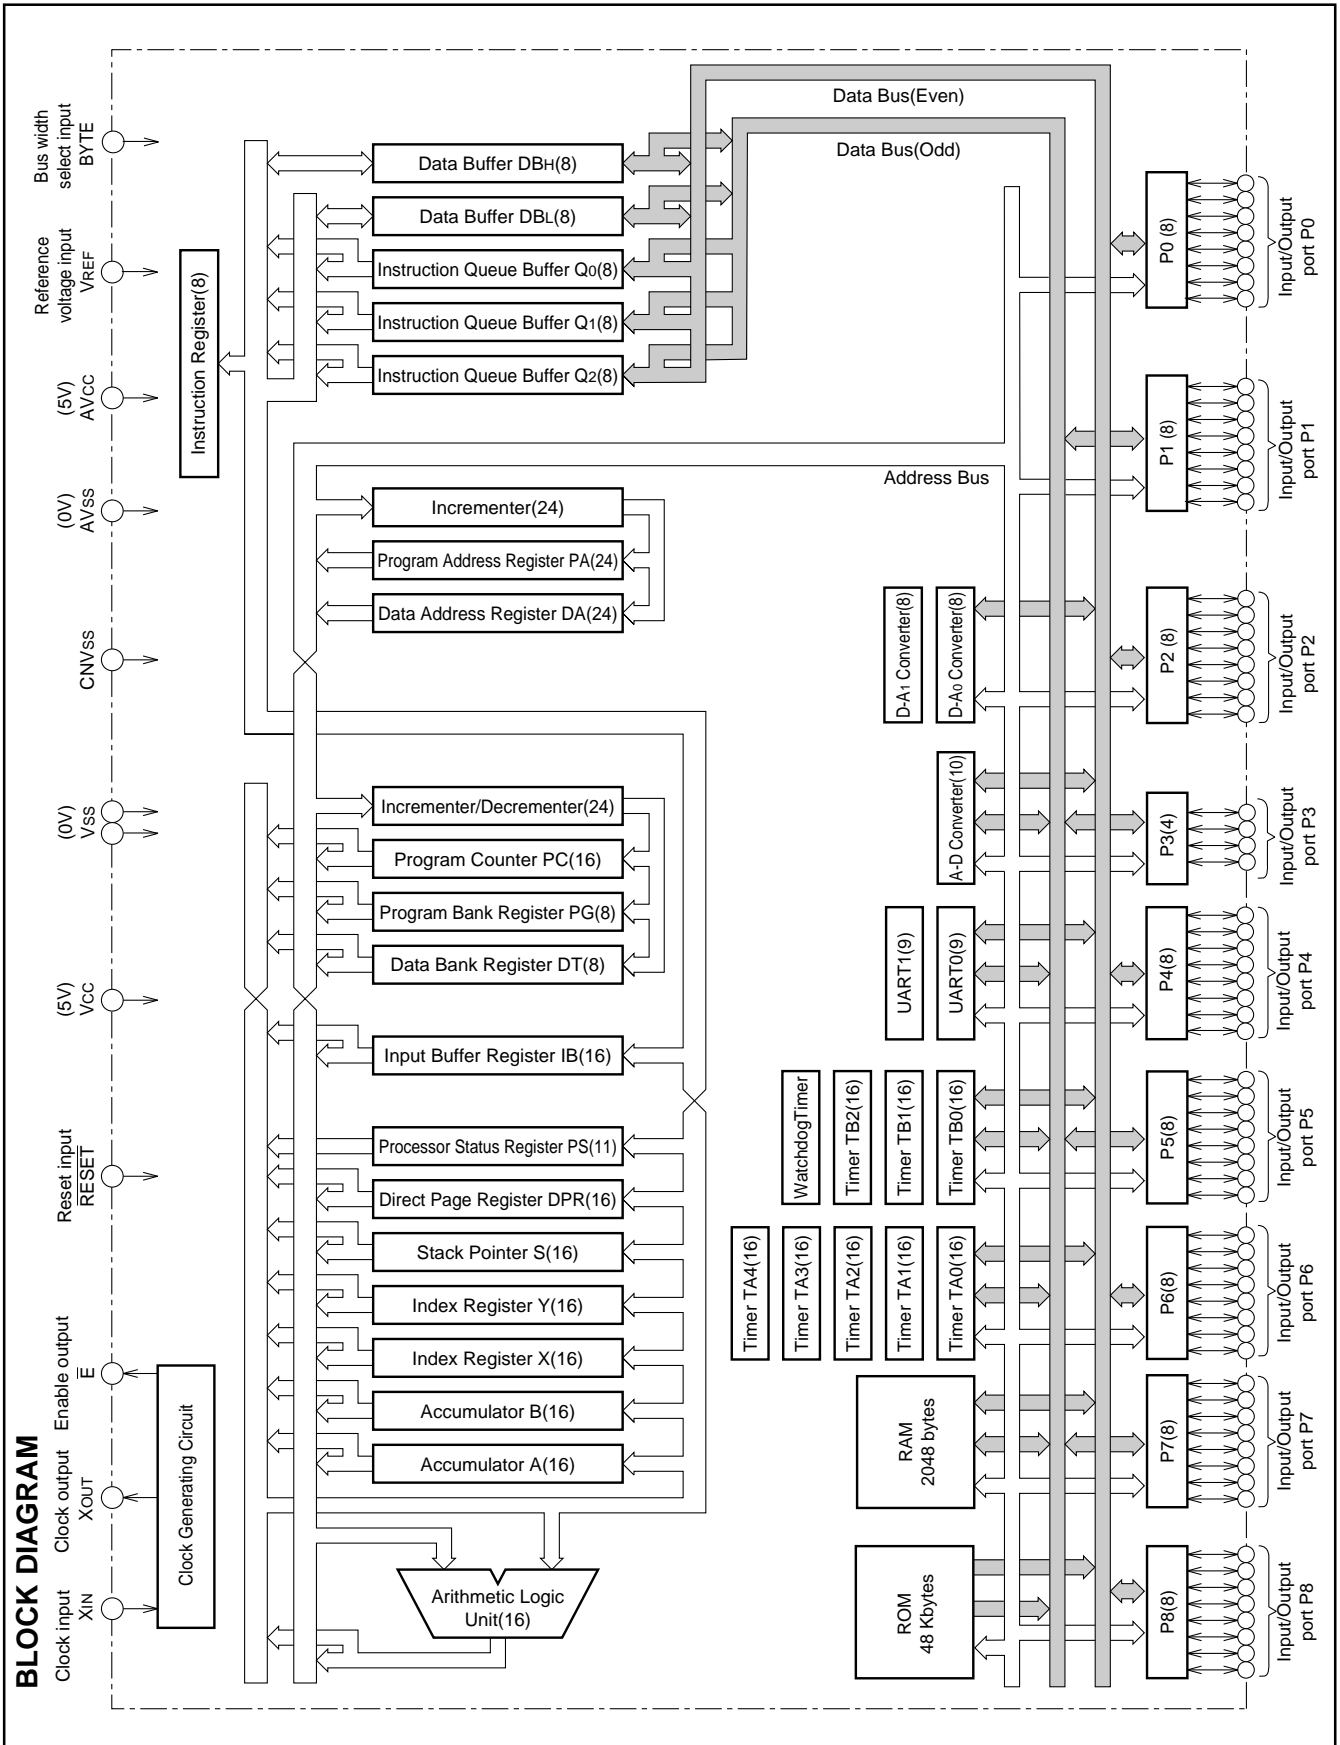 BLOCK DIAGRAM
Bus width
select input
BYTE
Reference
voltage input
VREF
(5V)
AVCC
(0V)
AVSS
CNVSS
(0V)
VSS
(5V)
VCC
Reset input
RESET
Enable output
E
Clock output
XOUT
Clock input
XIN
Instruction Register(8)
Clock Generating Circuit
Data Buffer DBH(8)
Data Buffer DBL(8)
Instruction Queue Buffer Q0(8)
Instruction Queue Buffer Q1(8)
Instruction Queue Buffer Q2(8)
Incrementer(24)
Program Address Register PA(24)
Data Address Register DA(24)
Incrementer/Decrementer(24)
Program Counter PC(16)
Program Bank Register PG(8)
Data Bank Register DT(8)
Input Buffer Register IB(16)
Processor Status Register PS(11)
Direct Page Register DPR(16)
Stack Pointer S(16)
Index Register Y(16)
Index Register X(16)
Accumulator B(16)
Accumulator A(16)
Arithmetic Logic
Unit(16)
Data Bus(Even)
Data Bus(Odd)
Address Bus
D-A1 Converter(8)
D-A0 Converter(8)
A-D Converter(10)
UART1(9)
UART0(9)
WatchdogTimer
Timer TB2(16)
Timer TB1(16)
Timer TB0(16)
Timer TA4(16)
Timer TA3(16)
Timer TA2(16)
Timer TA1(16)
Timer TA0(16)
RAM
2048 bytes
ROM
48 Kbytes
P0 (8)
P1 (8)
P2 (8)
P3(4)
P4(8)
P5(8)
P6(8)
P7(8)
P8(8)
Input/Output
port P0
Input/Output
port P1
Input/Output
port P2
Input/Output
port P3
Input/Output
port P4
Input/Output
port P5
Input/Output
port P6
Input/Output
port P7
Input/Output
port P8